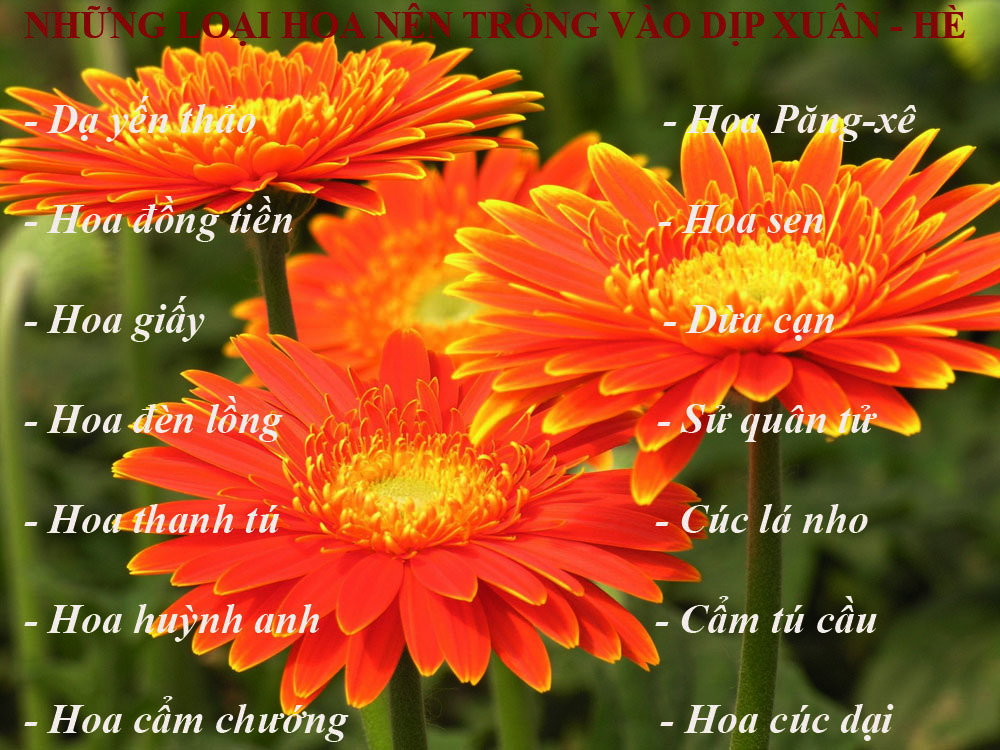 NHỮNG LOẠI HOA NÊN TRỒNG VÀO DỊP XUÂN - HÈ
- Dạ yến thảo
- Hoa đồng tiền
- Hoa giấy
- Hoa đèn lồng
- Hoa thanh tú
- Hoa huỳnh anh
- Hoa cẩm chướng
- Hoa Păng-xê
- Hoa sen
- Dừa cạn
- Sử quân tử
- Cúc lá nho
- Cẩm tú cầu
- Hoa cúc dại